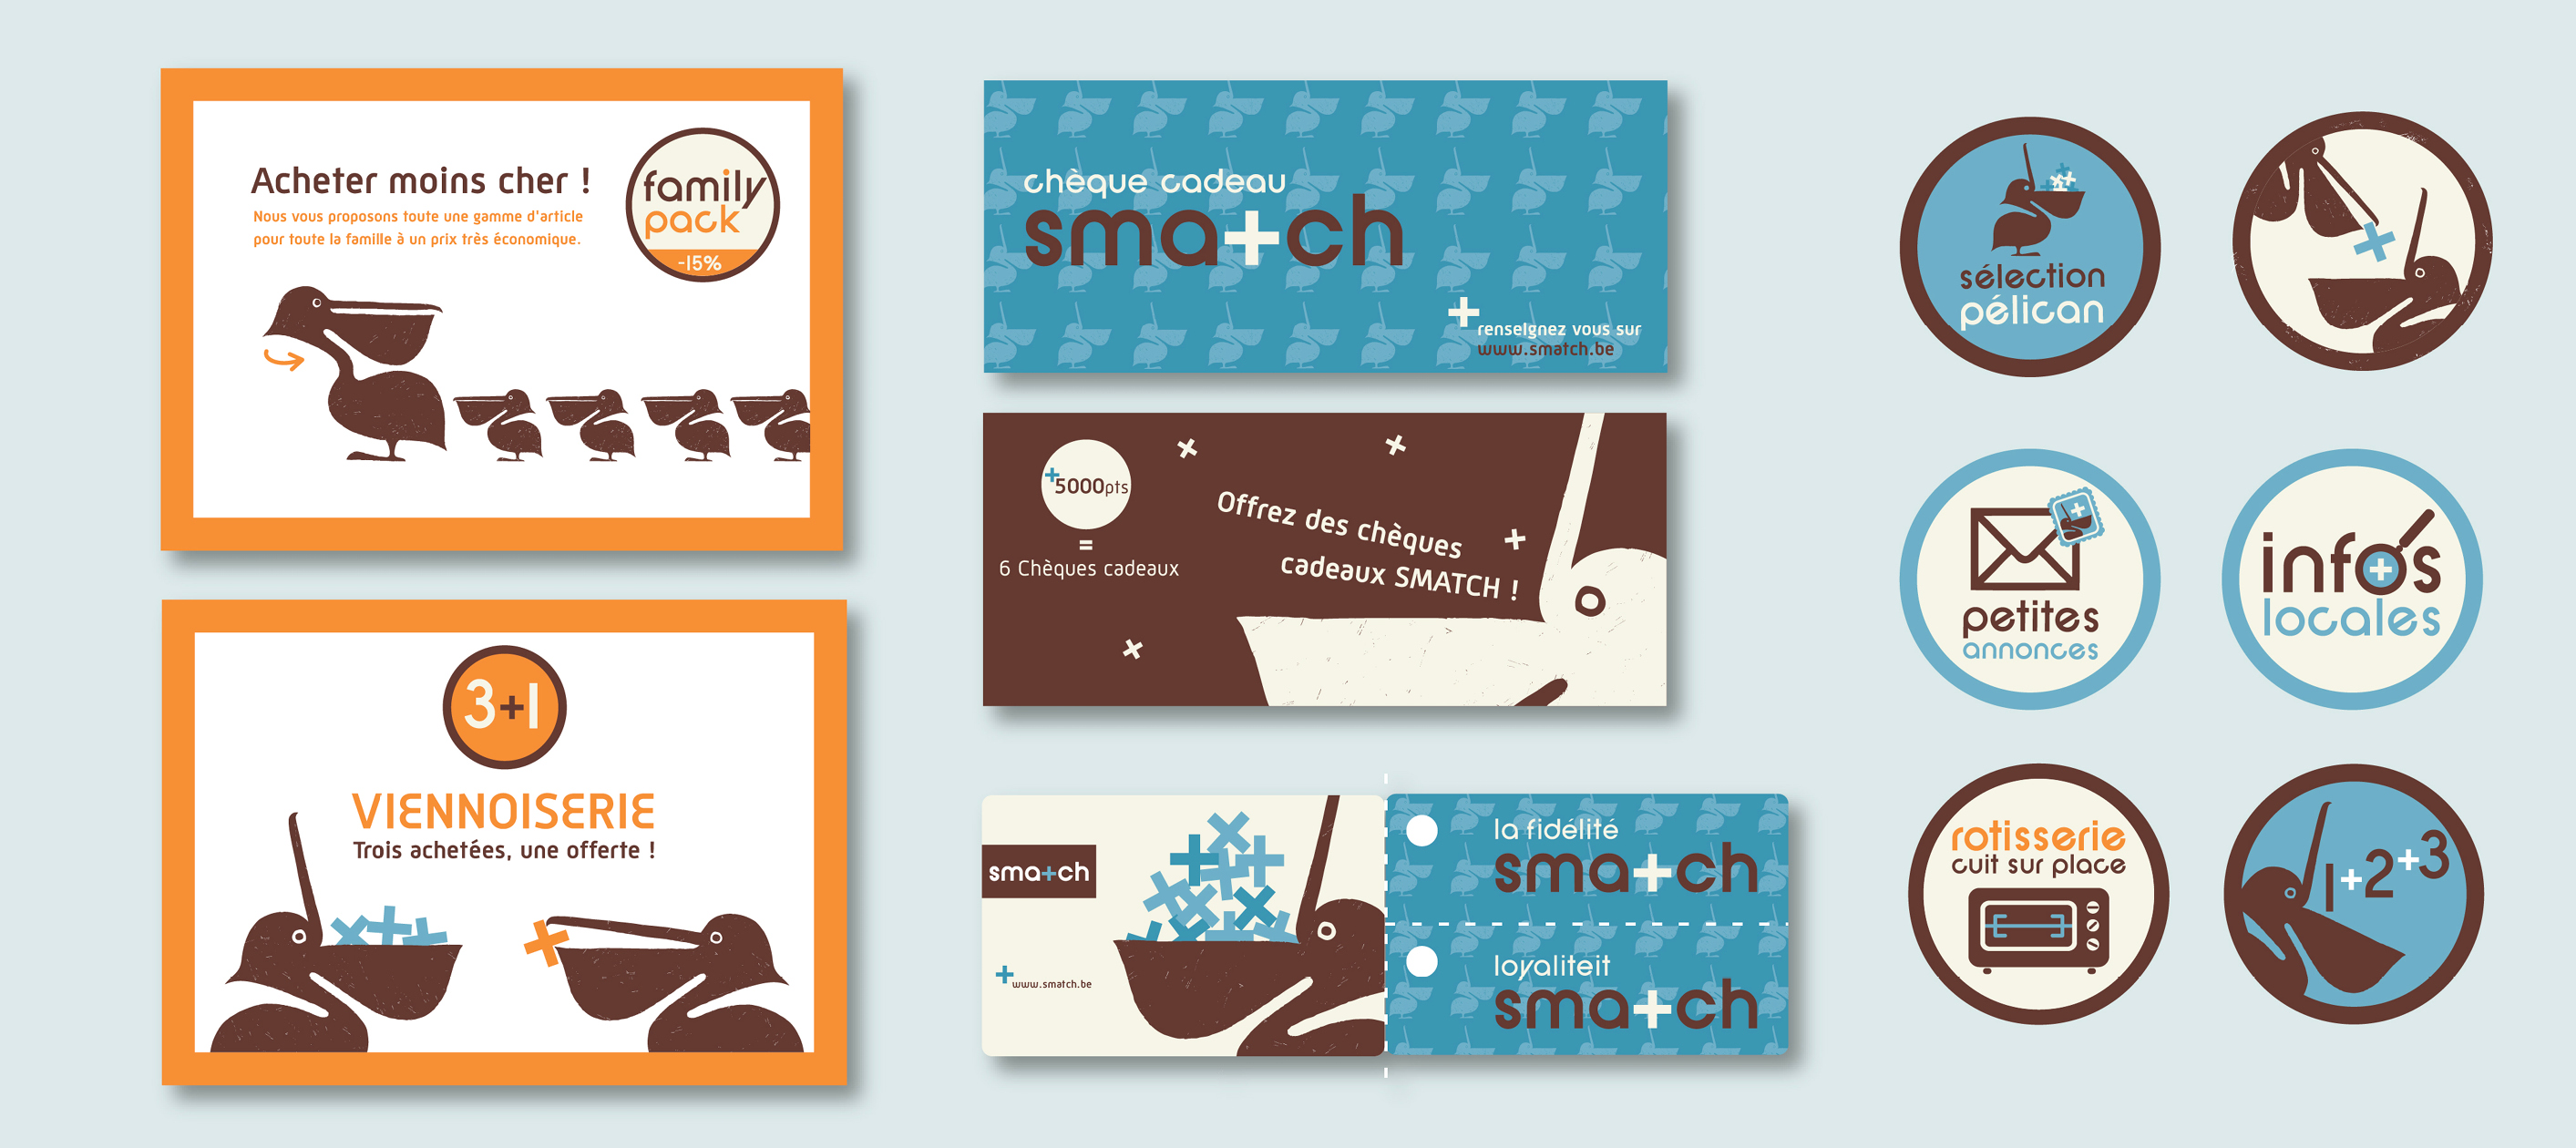 Acheter moins cher !
Nous vous proposons toute une gamme d'article
pour toute la famille à un prix très économique.
family
pack
-15%
3+1
VIENNOISERIE
Trois achetées, une offerte !
chèque cadeau
sma+ch
+renseignez vous sur
www.smatch.be
+5000pts
=
6 Chèques cadeaux
Offrez des chèques
cadeaux SMATCH !
sma+ch
+www.smatch.be
la fidélité
sma+ch
loyaliteit
sma+ch
sélection
pélican
petites
annonces
infos
locales
rotisserie
cuit sur place
1+2+3